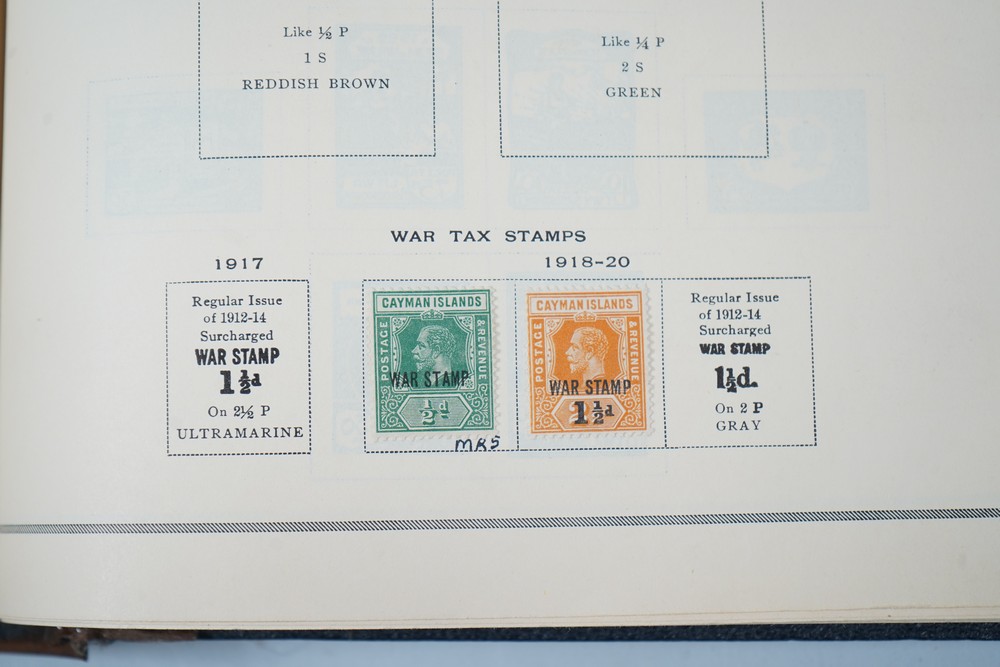 Like ½ P
1 S
REDDISH BROWN
Like ¼ P
2 S
GREEN
WAR TAX STAMPS
1917
1918-20
Regular Issue
of 1912-14
Surcharged
WAR STAMP
1½d
On 2½ P
ULTRAMARINE
CAYMAN ISLANDS
POSTAGE
& REVENUE
WAR STAMP
½d
MRS
CAYMAN ISLANDS
POSTAGE
& REVENUE
WAR STAMP
1½d
Regular Issue
of 1912-14
Surcharged
WAR STAMP
1½d.
On 2 P
GRAY